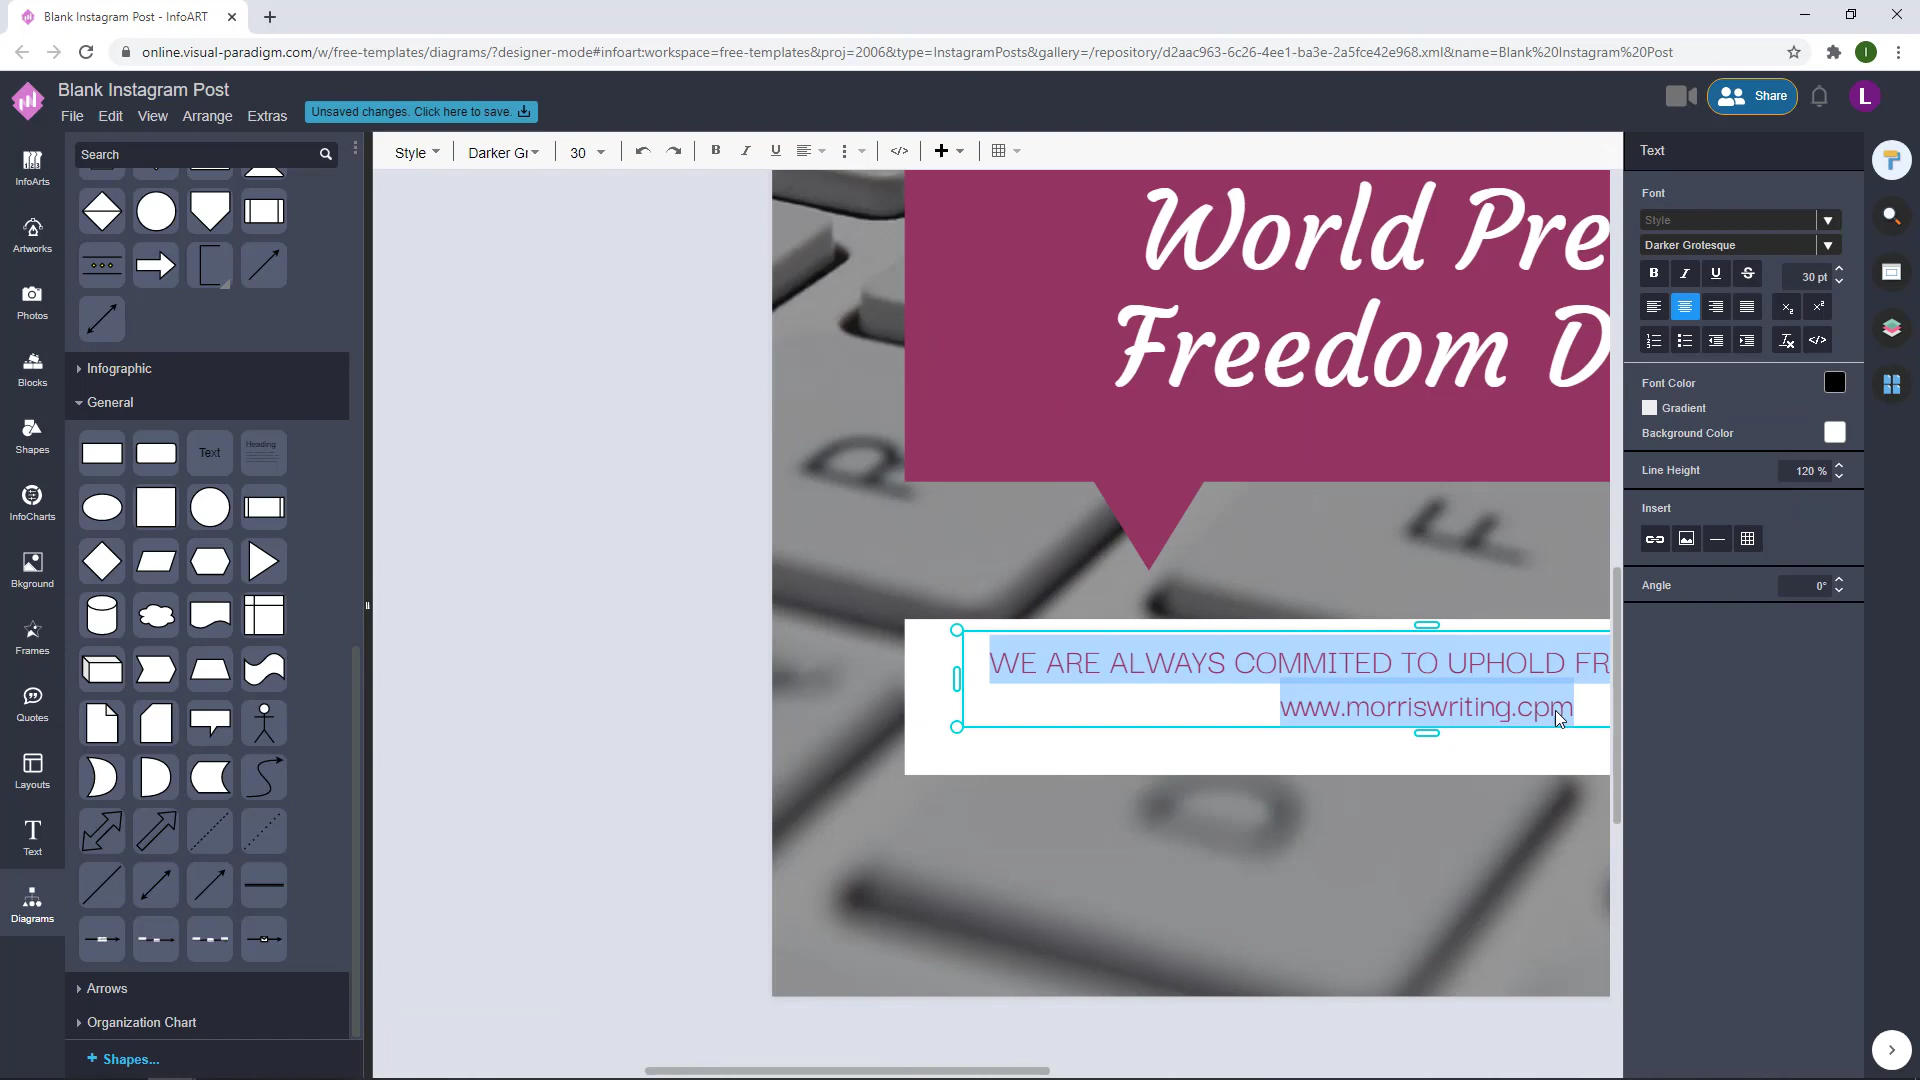 Blank Instagram Post - InfoART
online.visual-paradigm.com/w/free-templates/diagrams/?designer-mode#infoart:workspace=free-templates&proj=2006&type=InstagramPosts&gallery=/repository/d2aac963-6c26-4ee1-ba3e-2a5fce42e968.xml&name=Blank%20Instagram%20Post
I
Blank Instagram Post
File Edit View Arrange Extras
Unsaved changes. Click here to save.
Share
L
Search
Style
Darker Gr
30
B I U
Text
InfoArts
Artworks
Photos
Blocks
Shapes
InfoCharts
Bkground
Frames
Quotes
Layouts
Text
Diagrams
Infographic
General
Text
Heading
Arrows
Organization Chart
+ Shapes...
World Pre
Freedom D
WE ARE ALWAYS COMMITED TO UPHOLD FR
www.morriswriting.cpm
R
F
D
Font
Style
Darker Grotesque
B I U S
30 pt
Font Color
Gradient
Background Color
Line Height
120 %
Insert
Angle
0°